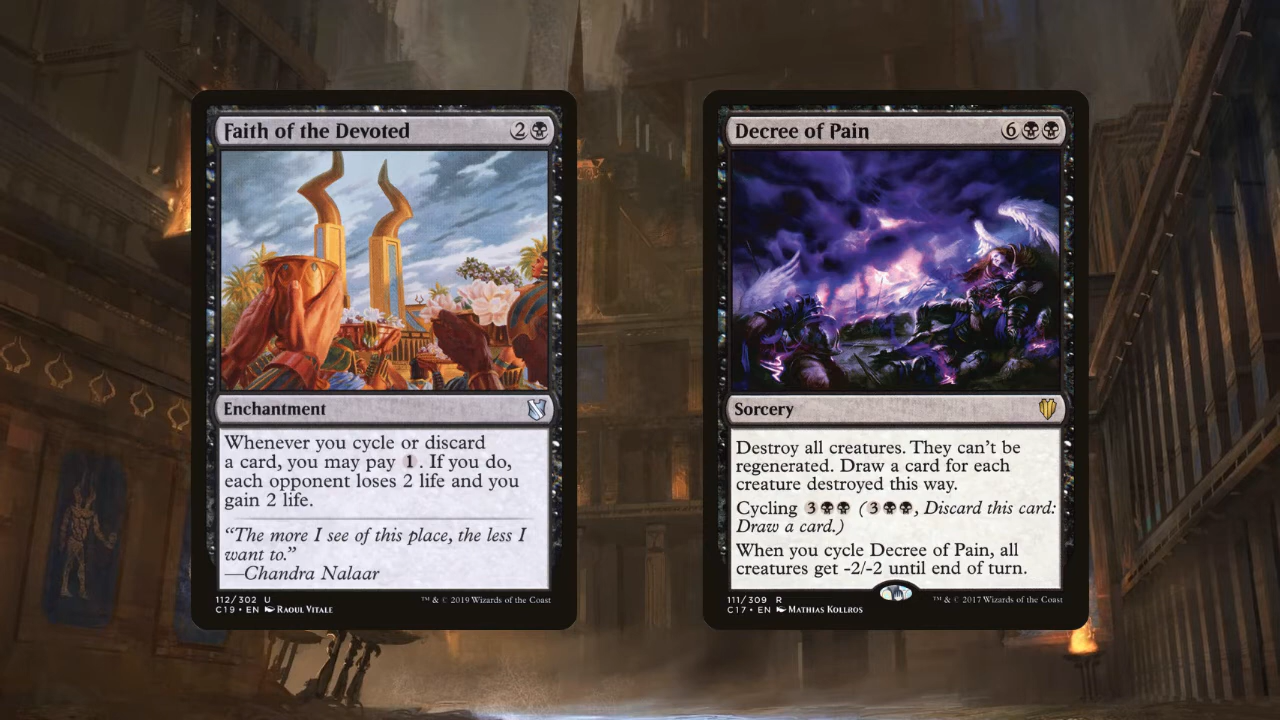 Faith of the Devoted 2
Enchantment
Whenever you cycle or discard
a card, you may pay 1. If you do,
each opponent loses 2 life and you
gain 2 life.
“The more I see of this place, the less I
want to.”
—Chandra Nalaar
112/302 U
C19 • EN Raoul Vitale
™ & © 2019 Wizards of the Coast
Decree of Pain 6
Sorcery
Destroy all creatures. They can’t be
regenerated. Draw a card for each
creature destroyed this way.
Cycling 3 (3, Discard this card:
Draw a card.)
When you cycle Decree of Pain, all
creatures get -2/-2 until end of turn.
111/309 R
C17 • EN Mathias Kollros
™ & © 2017 Wizards of the Coast